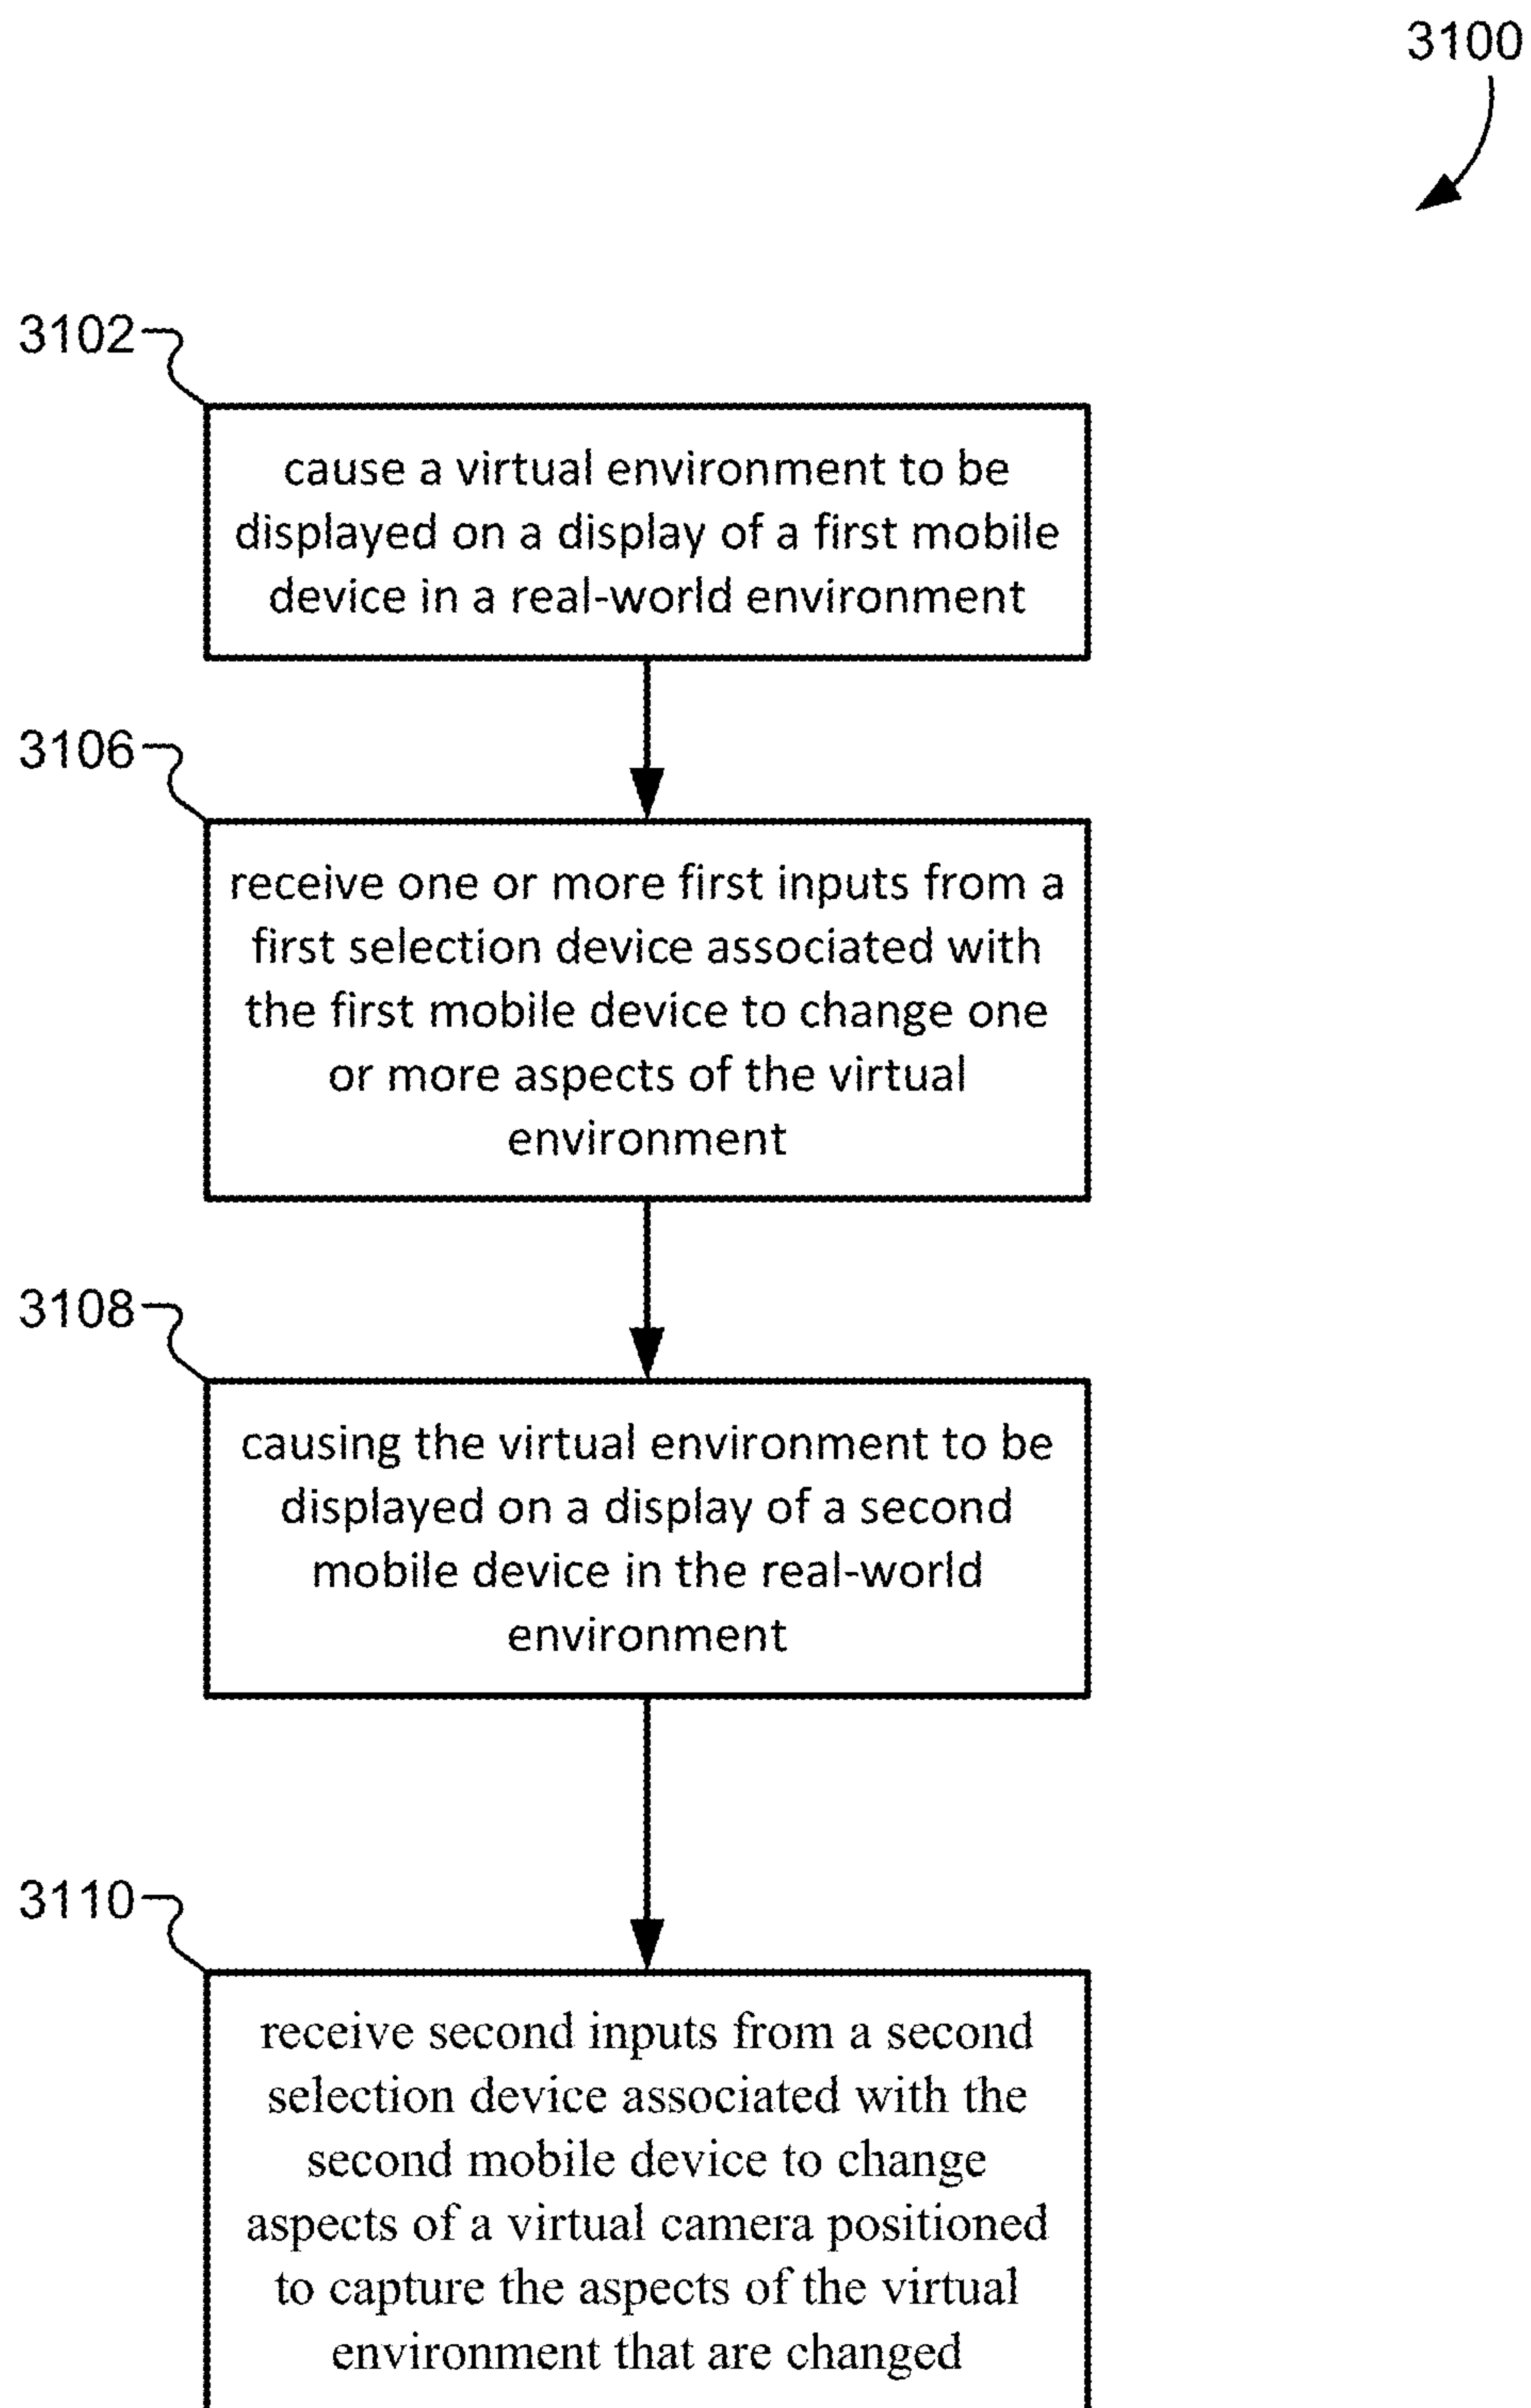 3100
3102
cause a virtual environment to be
displayed on a display of a first mobile
device in a real-world environment
3106
receive one or more first inputs from a
first selection device associated with
the first mobile device to change one
or more aspects of the virtual
environment
3108
causing the virtual environment to be
displayed on a display of a second
mobile device in the real-world
environment
3110
receive second inputs from a second
selection device associated with the
second mobile device to change
aspects of a virtual camera positioned
to capture the aspects of the virtual
environment that are changed